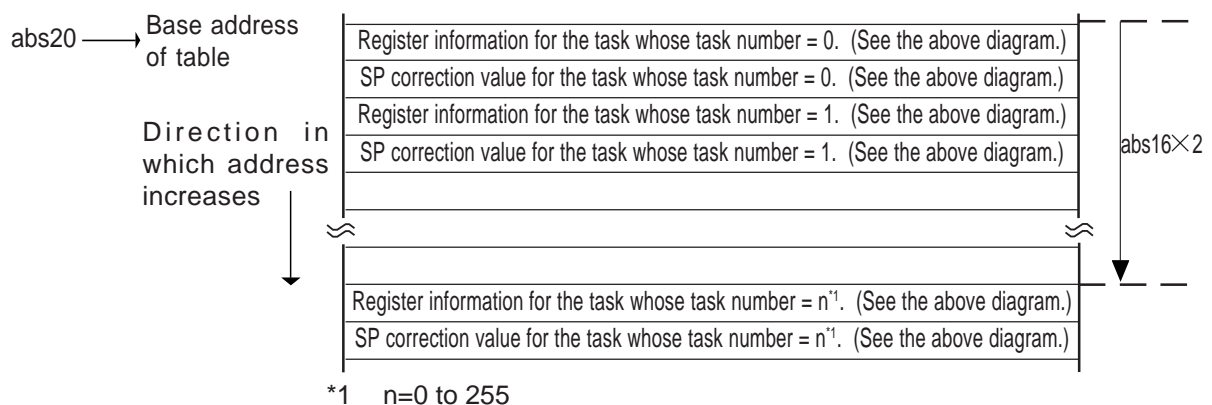 abs20
Base address
of table
Register information for the task whose task number = 0. (See the above diagram.)
SP correction value for the task whose task number = 0. (See the above diagram.)
Register information for the task whose task number = 1. (See the above diagram.)
SP correction value for the task whose task number = 1. (See the above diagram.)
Direction in
which address
increases
abs16×2
Register information for the task whose task number = n*1. (See the above diagram.)
SP correction value for the task whose task number = n*1. (See the above diagram.)
*1 n=0 to 255